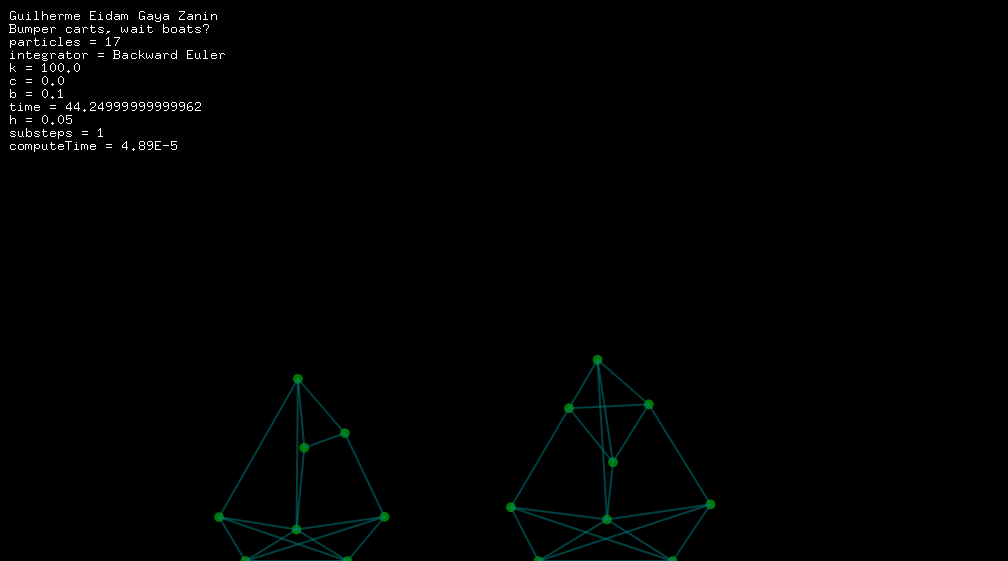 Guilherme Eidam Gaya Zanin
Bumper carts, wait boats?
particles = 17
integrator = Backward Euler
k = 100.0
c = 0.0
b = 0.1
time = 44.24999999999962
h = 0.05
substeps = 1
computeTime = 4.89E-5